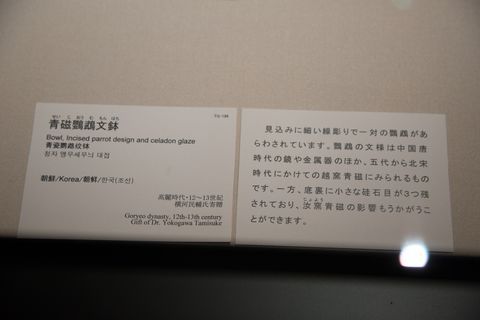 せいじおうむもんはち
青磁鸚鵡文鉢
Bowl, Incised parrot design and celadon glaze
青瓷鹦鹉纹钵
청자 앵무새무늬 대접
朝鮮/Korea/朝鲜/한국(조선)
高麗時代・12～13世紀
横河民輔氏寄贈
Goryeo dynasty, 12th-13th century
Gift of Dr. Yokogawa Tamisuke
見込みに細い線彫りで一対の鸚鵡があ
らわされています。鸚鵡の文様は中国唐
時代の鏡や金属器のほか、五代から北宋
時代にかけての越窯青磁にみられるもの
です。一方、底裏に小さな硅石目が3つ残
じょよう
されており、汝窯青磁の影響もうかがうこ
とができます。